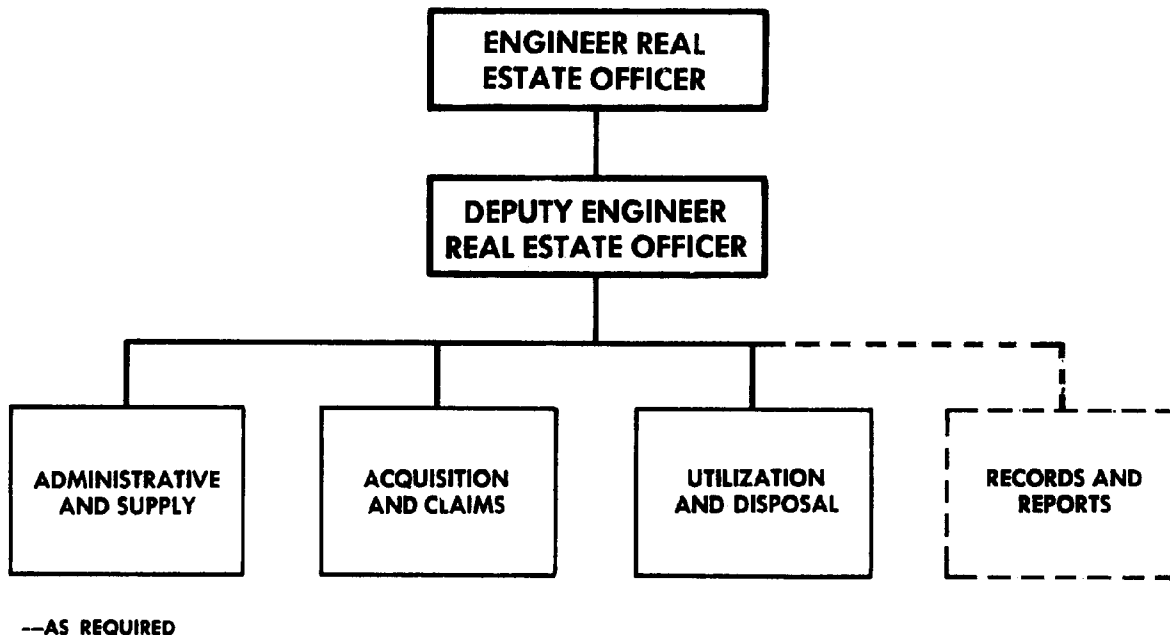 ENGINEER REAL
ESTATE OFFICER
DEPUTY ENGINEER
REAL ESTATE OFFICER
ADMINISTRATIVE
AND SUPPLY
ACQUISITION
AND CLAIMS
UTILIZATION
AND DISPOSAL
RECORDS AND
REPORTS
--AS REQUIRED